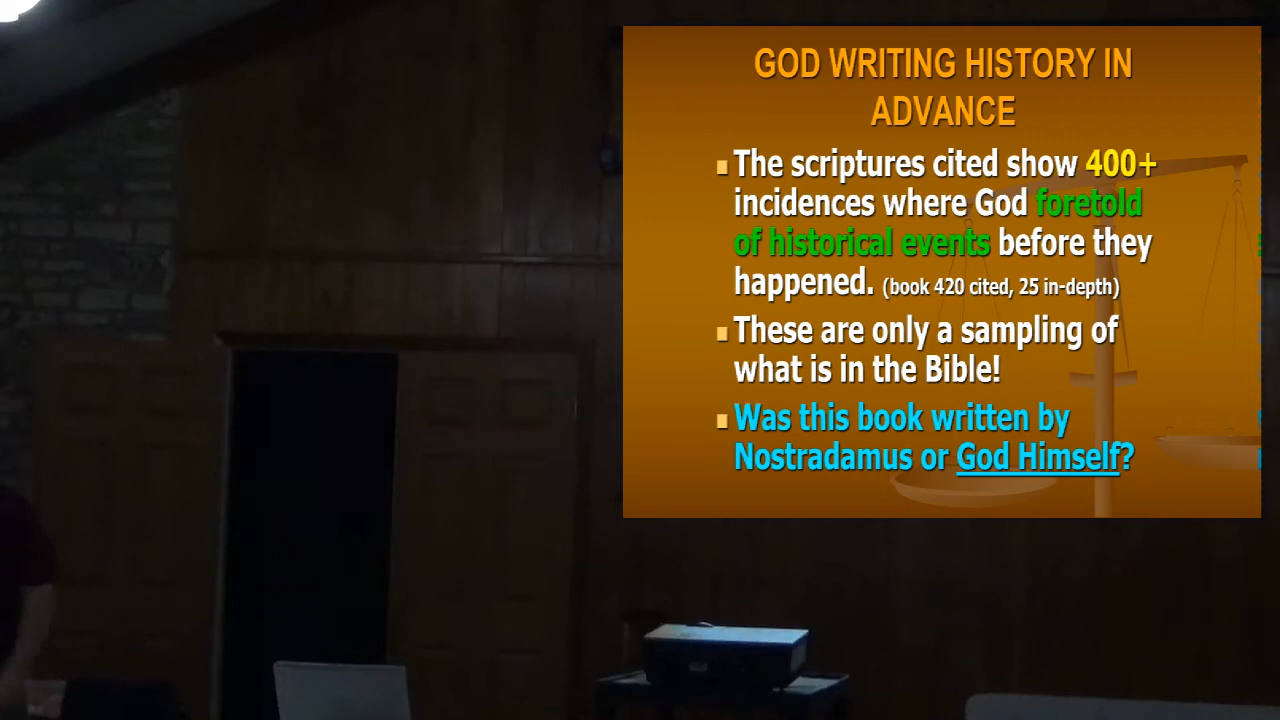 GOD WRITING HISTORY IN
ADVANCE
The scriptures cited show 400+
incidences where God foretold
of historical events before they
happened. (book 420 cited, 25 in-depth)
These are only a sampling of
what is in the Bible!
Was this book written by
Nostradamus or God Himself?